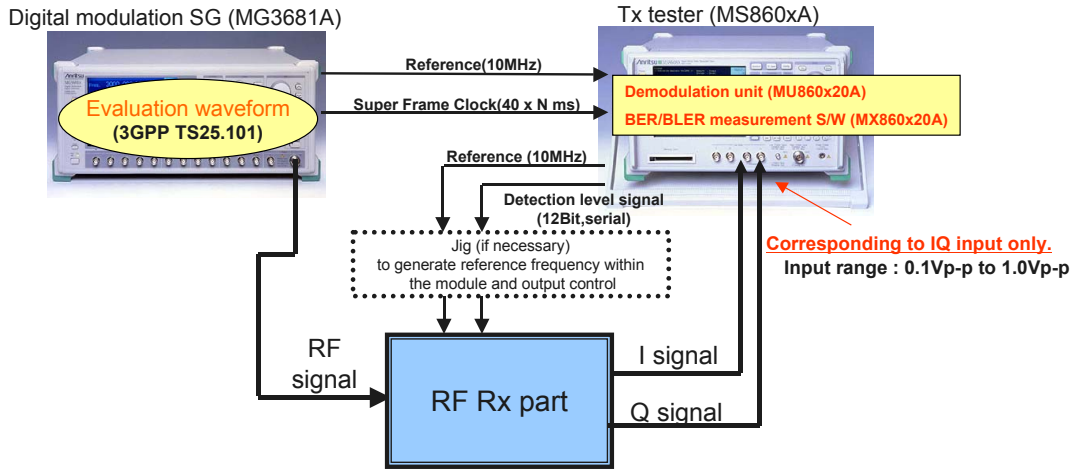 Digital modulation SG (MG3681A)
Tx tester (MS860xA)
Anritsu
Anritsu
Reference(10MHz)
Evaluation waveform
(3GPP TS25.101)
Super Frame Clock(40 x N ms)
Demodulation unit (MU860x20A)
BER/BLER measurement S/W (MX860x20A)
Reference (10MHz)
Detection level signal
(12Bit,serial)
Jig (if necessary)
to generate reference frequency within
the module and output control
Corresponding to IQ input only.
Input range : 0.1Vp-p to 1.0Vp-p
RF
signal
RF Rx part
I signal
Q signal